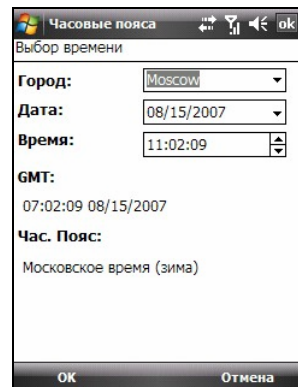 Часовые пояса ok
Выбор времени
Город: Moscow
Дата: 08/15/2007
Время: 11:02:09
GMT:
07:02:09 08/15/2007
Час. Пояс:
Московское время (зима)
ОК Отмена